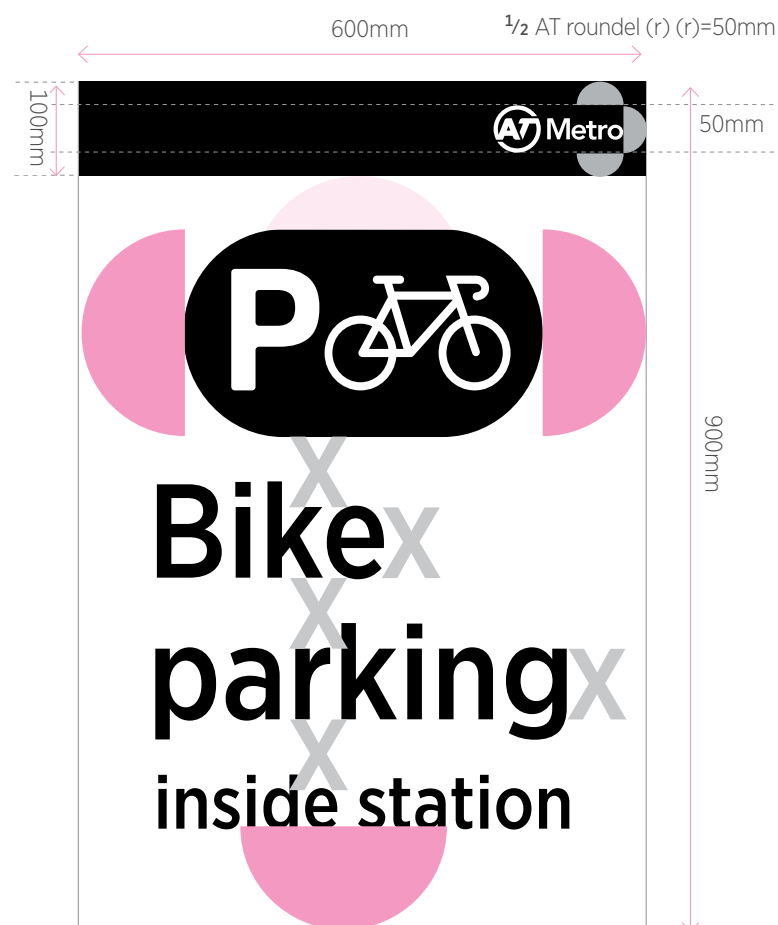 600mm
½ AT roundel (r) (r)=50mm
100mm
AT Metro
50mm
P
X
Bike
X
X
parking
X
X
inside station
900mm